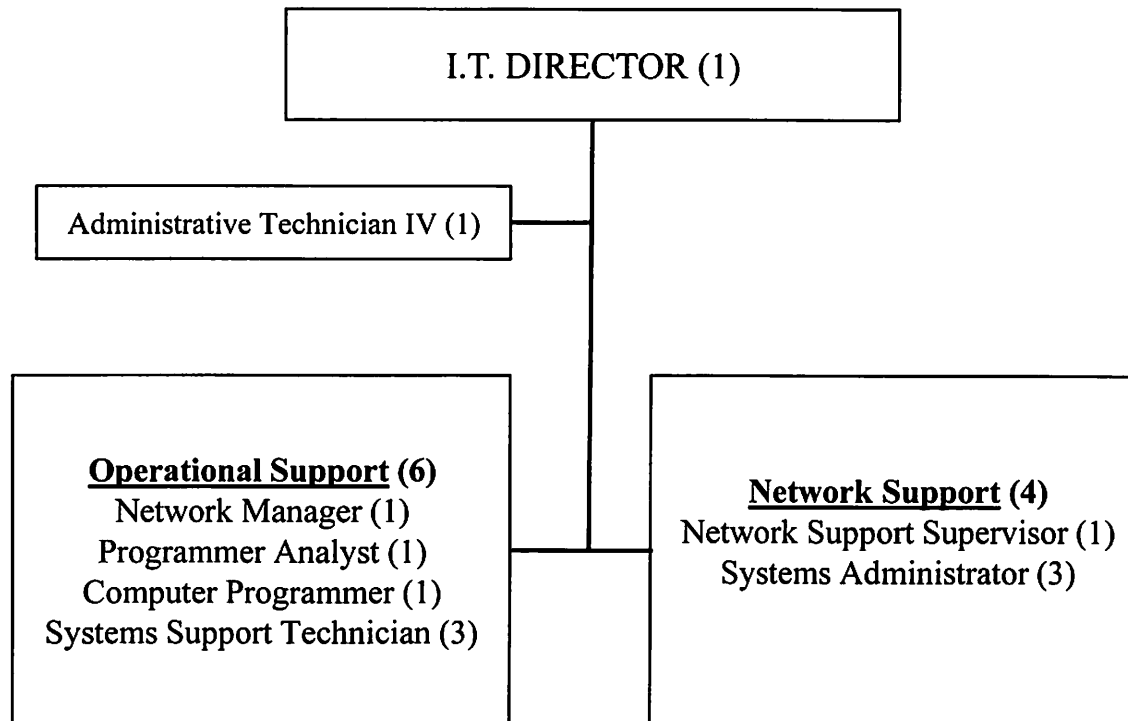 I.T. DIRECTOR (1)
Administrative Technician IV (1)
Operational Support (6)
Network Manager (1)
Programmer Analyst (1)
Computer Programmer (1)
Systems Support Technician (3)
Network Support (4)
Network Support Supervisor (1)
Systems Administrator (3)